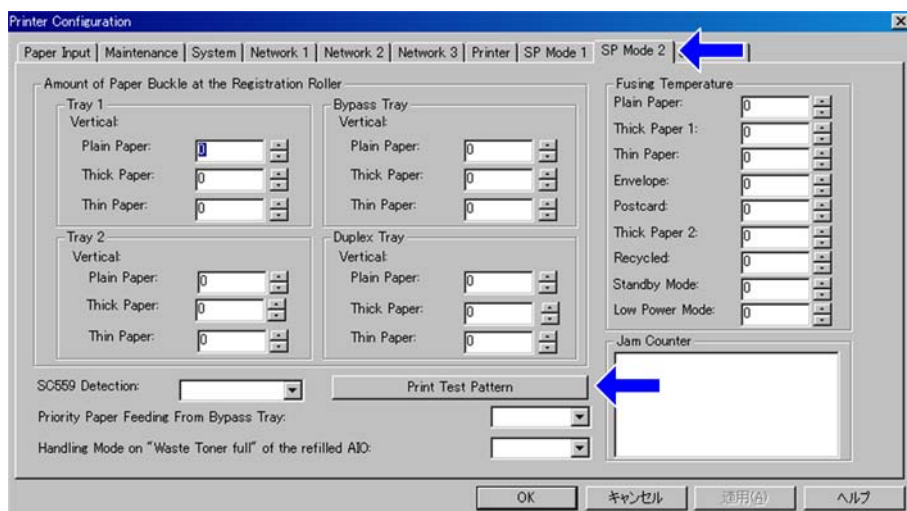 Printer Configuration
Paper Input Maintenance System Network 1 Network 2 Network 3 Printer SP Mode 1 SP Mode 2
Amount of Paper Buckle at the Registration Roller
Tray 1
Vertical:
Plain Paper: 0
Thick Paper: 0
Thin Paper: 0
Bypass Tray
Vertical:
Plain Paper: 0
Thick Paper: 0
Thin Paper: 0
Tray 2
Vertical:
Plain Paper: 0
Thick Paper: 0
Thin Paper: 0
Duplex Tray
Vertical:
Plain Paper: 0
Thick Paper: 0
Thin Paper: 0
Fusing Temperature
Plain Paper: 0
Thick Paper 1: 0
Thin Paper: 0
Envelope: 0
Postcard: 0
Thick Paper 2: 0
Recycled: 0
Standby Mode: 0
Low Power Mode: 0
Jam Counter
SC559 Detection:
Print Test Pattern
Priority Paper Feeding From Bypass Tray:
Handling Mode on "Waste Toner full" of the refilled AIO:
OK キャンセル 適用(A) ヘルプ